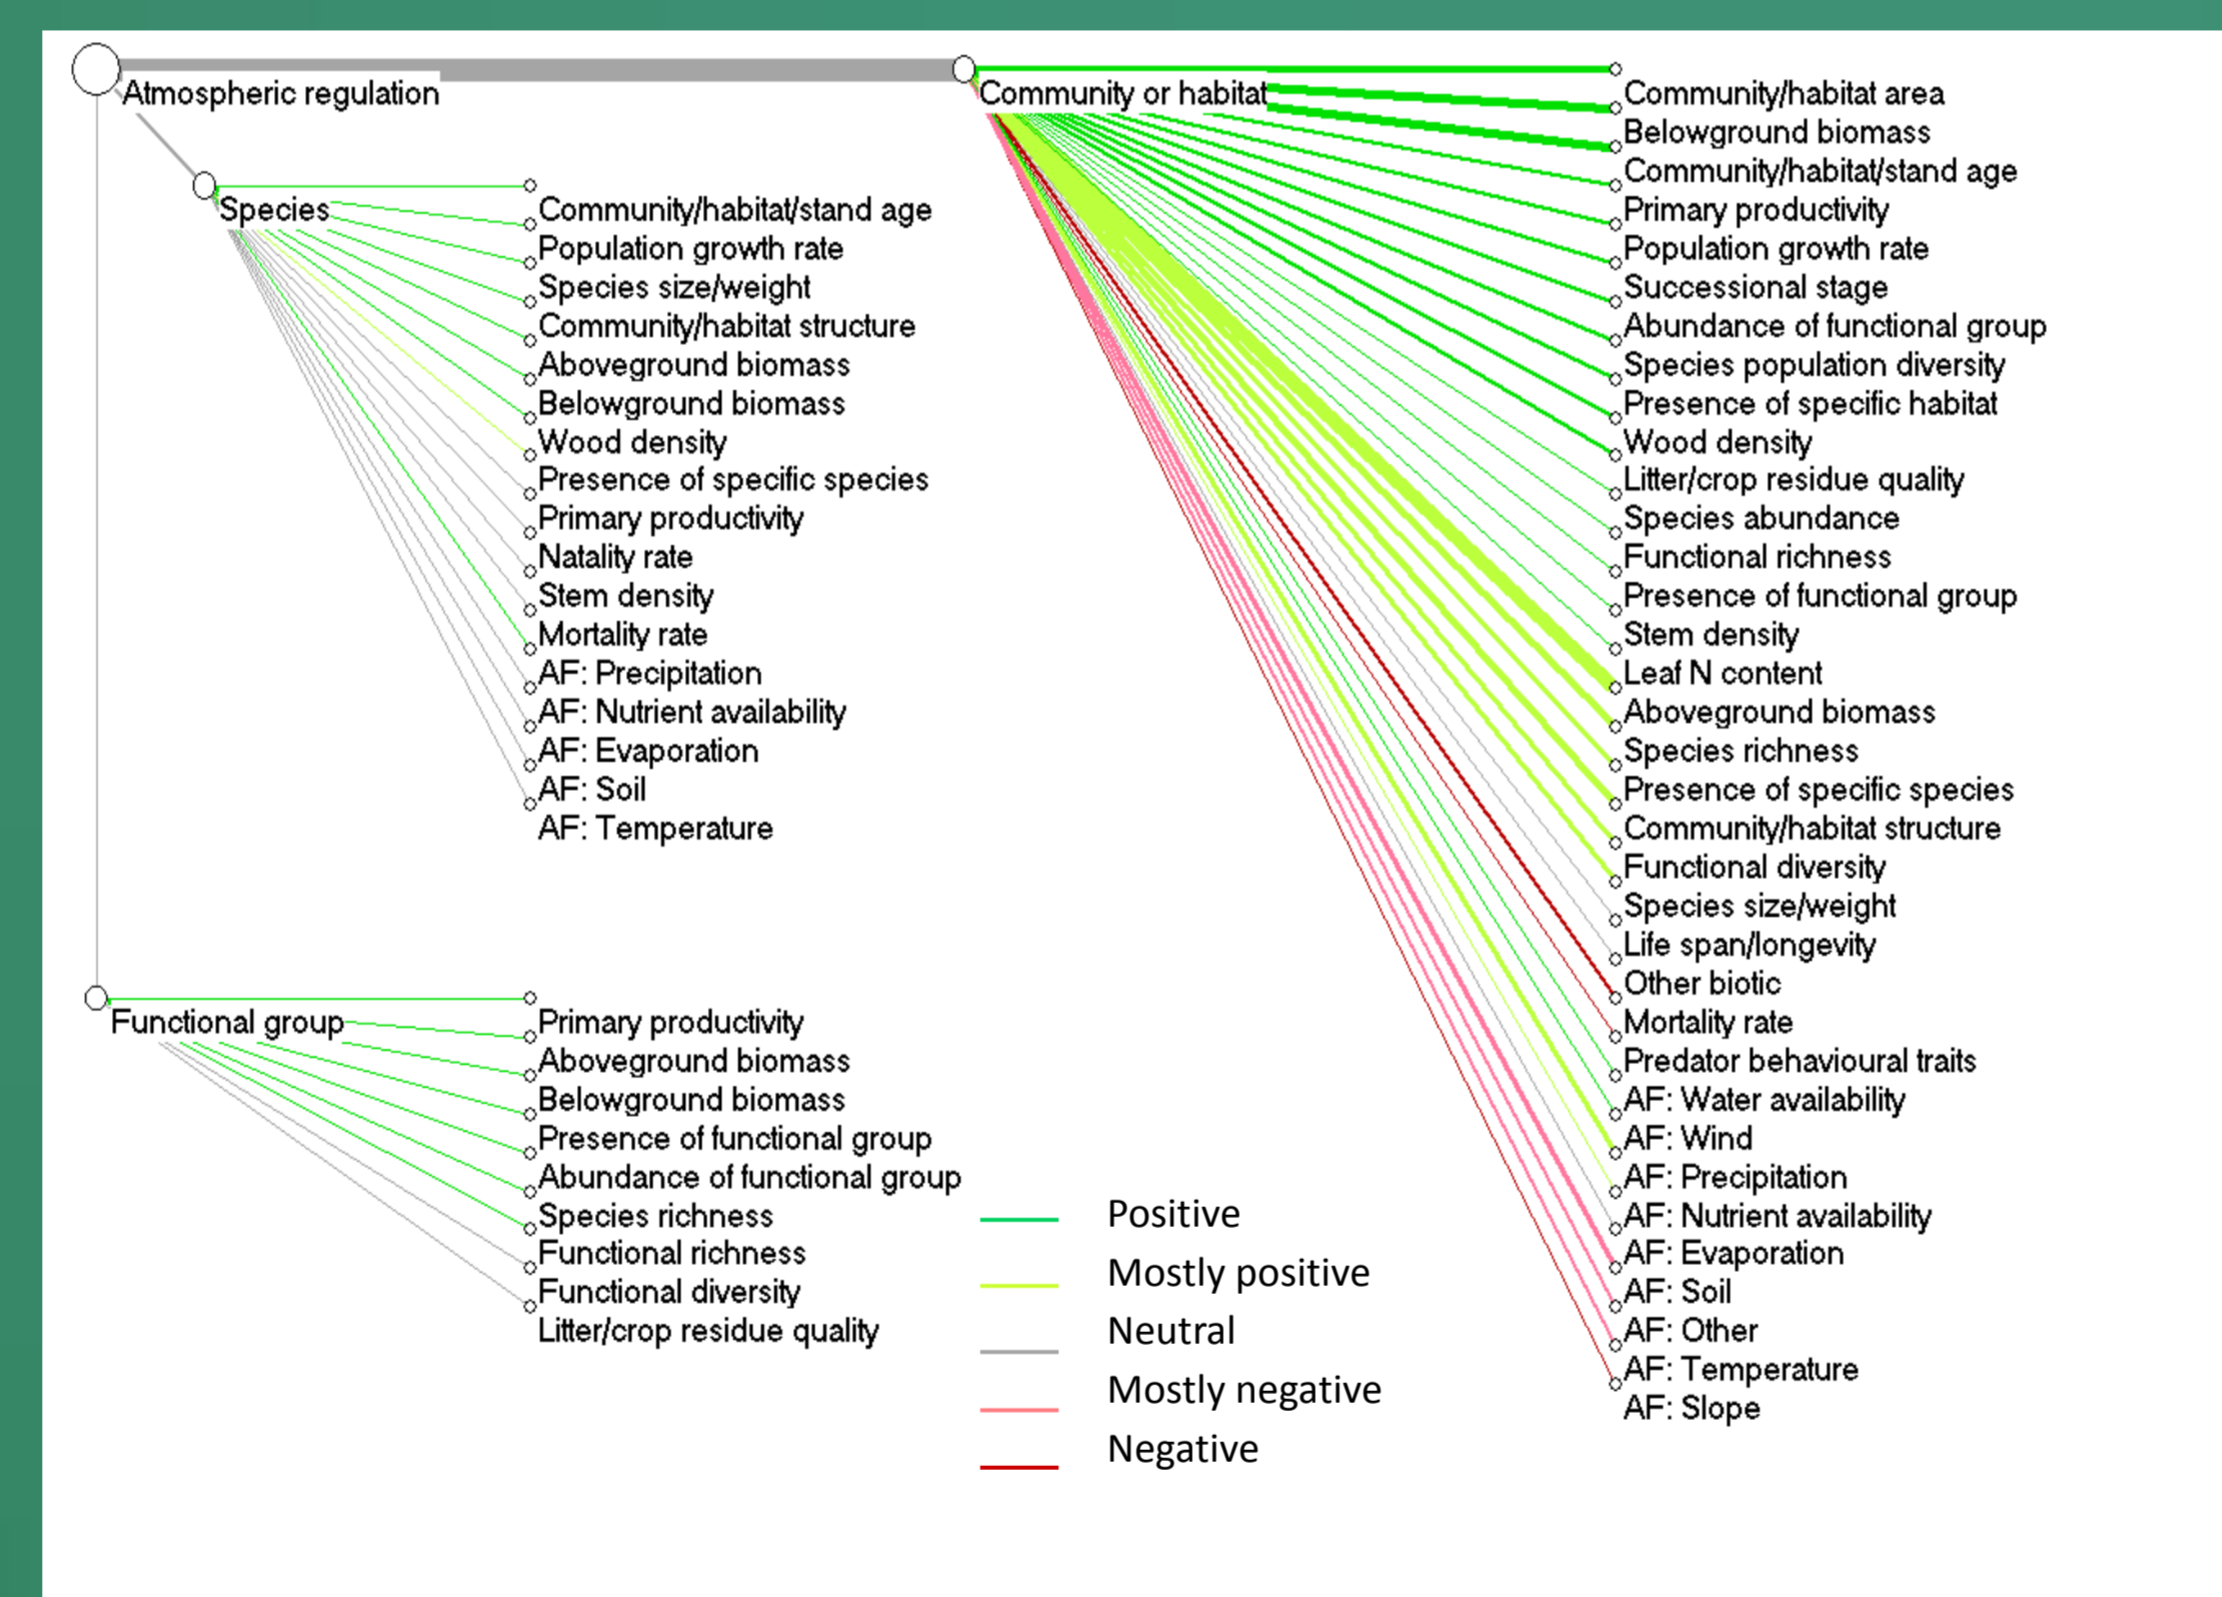 Atmospheric regulation
Species
Community/habitat/stand age
Population growth rate
Species size/weight
Community/habitat structure
Aboveground biomass
Belowground biomass
Wood density
Presence of specific species
Primary productivity
Natality rate
Stem density
Mortality rate
AF: Precipitation
AF: Nutrient availability
AF: Evaporation
AF: Soil
AF: Temperature
Functional group
Primary productivity
Aboveground biomass
Belowground biomass
Presence of functional group
Abundance of functional group
Species richness
Functional richness
Functional diversity
Litter/crop residue quality
Community or habitat
Community/habitat area
Belowground biomass
Community/habitat/stand age
Primary productivity
Population growth rate
Successional stage
Abundance of functional group
Species population diversity
Presence of specific habitat
Wood density
Litter/crop residue quality
Species abundance
Functional richness
Presence of functional group
Stem density
Leaf N content
Aboveground biomass
Species richness
Presence of specific species
Community/habitat structure
Functional diversity
Species size/weight
Life span/longevity
Other biotic
Mortality rate
Predator behavioural traits
AF: Water availability
AF: Wind
AF: Precipitation
AF: Nutrient availability
AF: Evaporation
AF: Soil
AF: Other
AF: Temperature
AF: Slope
Positive
Mostly positive
Neutral
Mostly negative
Negative